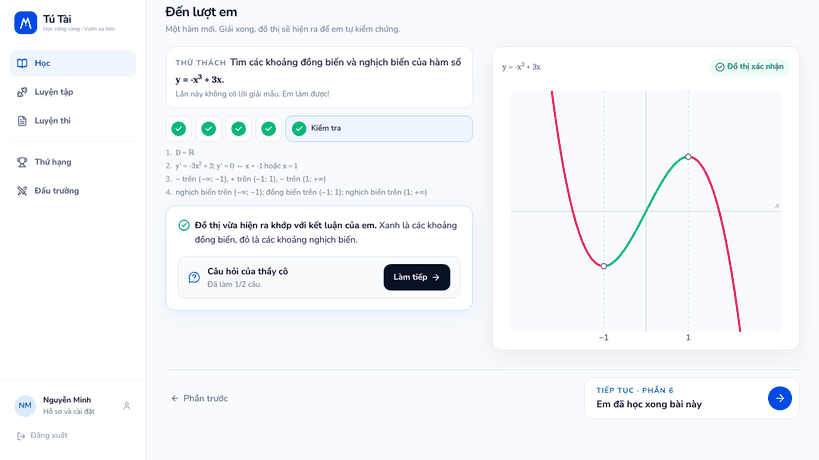 Tú Tài
Học vững vàng · Vươn xa hơn
Học
Luyện tập
Luyện thi
Thứ hạng
Đấu trường
NM
Nguyễn Minh
Hồ sơ và cài đặt
Đăng xuất
Đến lượt em
Một hàm mới. Giải xong, đồ thị sẽ hiện ra để em tự kiểm chứng.
THỬ THÁCH Tìm các khoảng đồng biến và nghịch biến của hàm số
y = -x³ + 3x.
Lần này không có lời giải mẫu. Em làm được!
Kiểm tra
1. D = ℝ
2. y' = -3x² + 3; y' = 0 ↔ x = -1 hoặc x = 1
3. − trên (−∞; −1), + trên (−1; 1), − trên (1; +∞)
4. nghịch biến trên (−∞; −1); đồng biến trên (−1; 1); nghịch biến trên (1; +∞)
Đồ thị vừa hiện ra khớp với kết luận của em. Xanh là các khoảng
đồng biến, đỏ là các khoảng nghịch biến.
Câu hỏi của thầy cô
Đã làm 1/2 câu.
Làm tiếp →
y = -x³ + 3x
Đồ thị xác nhận
x
−1 1
← Phần trước
TIẾP TỤC · PHẦN 6
Em đã học xong bài này